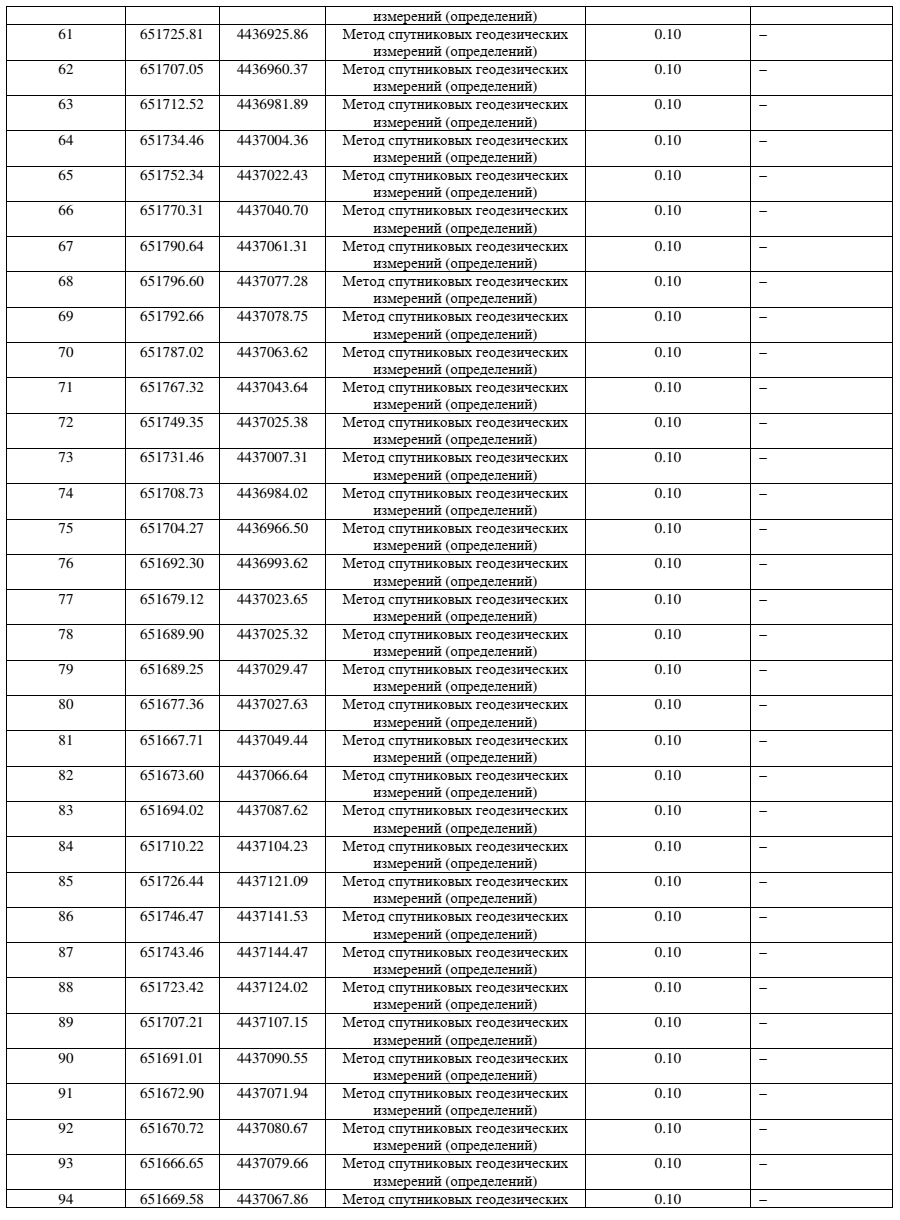 измерений (определений)
61 651725.81 4436925.86 Метод спутниковых геодезических 0.10 –
измерений (определений)
62 651707.05 4436960.37 Метод спутниковых геодезических 0.10 –
измерений (определений)
63 651712.52 4436981.89 Метод спутниковых геодезических 0.10 –
измерений (определений)
64 651734.46 4437004.36 Метод спутниковых геодезических 0.10 –
измерений (определений)
65 651752.34 4437022.43 Метод спутниковых геодезических 0.10 –
измерений (определений)
66 651770.31 4437040.70 Метод спутниковых геодезических 0.10 –
измерений (определений)
67 651790.64 4437061.31 Метод спутниковых геодезических 0.10 –
измерений (определений)
68 651796.60 4437077.28 Метод спутниковых геодезических 0.10 –
измерений (определений)
69 651792.66 4437078.75 Метод спутниковых геодезических 0.10 –
измерений (определений)
70 651787.02 4437063.62 Метод спутниковых геодезических 0.10 –
измерений (определений)
71 651767.32 4437043.64 Метод спутниковых геодезических 0.10 –
измерений (определений)
72 651749.35 4437025.38 Метод спутниковых геодезических 0.10 –
измерений (определений)
73 651731.46 4437007.31 Метод спутниковых геодезических 0.10 –
измерений (определений)
74 651708.73 4436984.02 Метод спутниковых геодезических 0.10 –
измерений (определений)
75 651704.27 4436966.50 Метод спутниковых геодезических 0.10 –
измерений (определений)
76 651692.30 4436993.62 Метод спутниковых геодезических 0.10 –
измерений (определений)
77 651679.12 4437023.65 Метод спутниковых геодезических 0.10 –
измерений (определений)
78 651689.90 4437025.32 Метод спутниковых геодезических 0.10 –
измерений (определений)
79 651689.25 4437029.47 Метод спутниковых геодезических 0.10 –
измерений (определений)
80 651677.36 4437027.63 Метод спутниковых геодезических 0.10 –
измерений (определений)
81 651667.71 4437049.44 Метод спутниковых геодезических 0.10 –
измерений (определений)
82 651673.60 4437066.64 Метод спутниковых геодезических 0.10 –
измерений (определений)
83 651694.02 4437087.62 Метод спутниковых геодезических 0.10 –
измерений (определений)
84 651710.22 4437104.23 Метод спутниковых геодезических 0.10 –
измерений (определений)
85 651726.44 4437121.09 Метод спутниковых геодезических 0.10 –
измерений (определений)
86 651746.47 4437141.53 Метод спутниковых геодезических 0.10 –
измерений (определений)
87 651743.46 4437144.47 Метод спутниковых геодезических 0.10 –
измерений (определений)
88 651723.42 4437124.02 Метод спутниковых геодезических 0.10 –
измерений (определений)
89 651707.21 4437107.15 Метод спутниковых геодезических 0.10 –
измерений (определений)
90 651691.01 4437090.55 Метод спутниковых геодезических 0.10 –
измерений (определений)
91 651672.90 4437071.94 Метод спутниковых геодезических 0.10 –
измерений (определений)
92 651670.72 4437080.67 Метод спутниковых геодезических 0.10 –
измерений (определений)
93 651666.65 4437079.66 Метод спутниковых геодезических 0.10 –
измерений (определений)
94 651669.58 4437067.86 Метод спутниковых геодезических 0.10 –